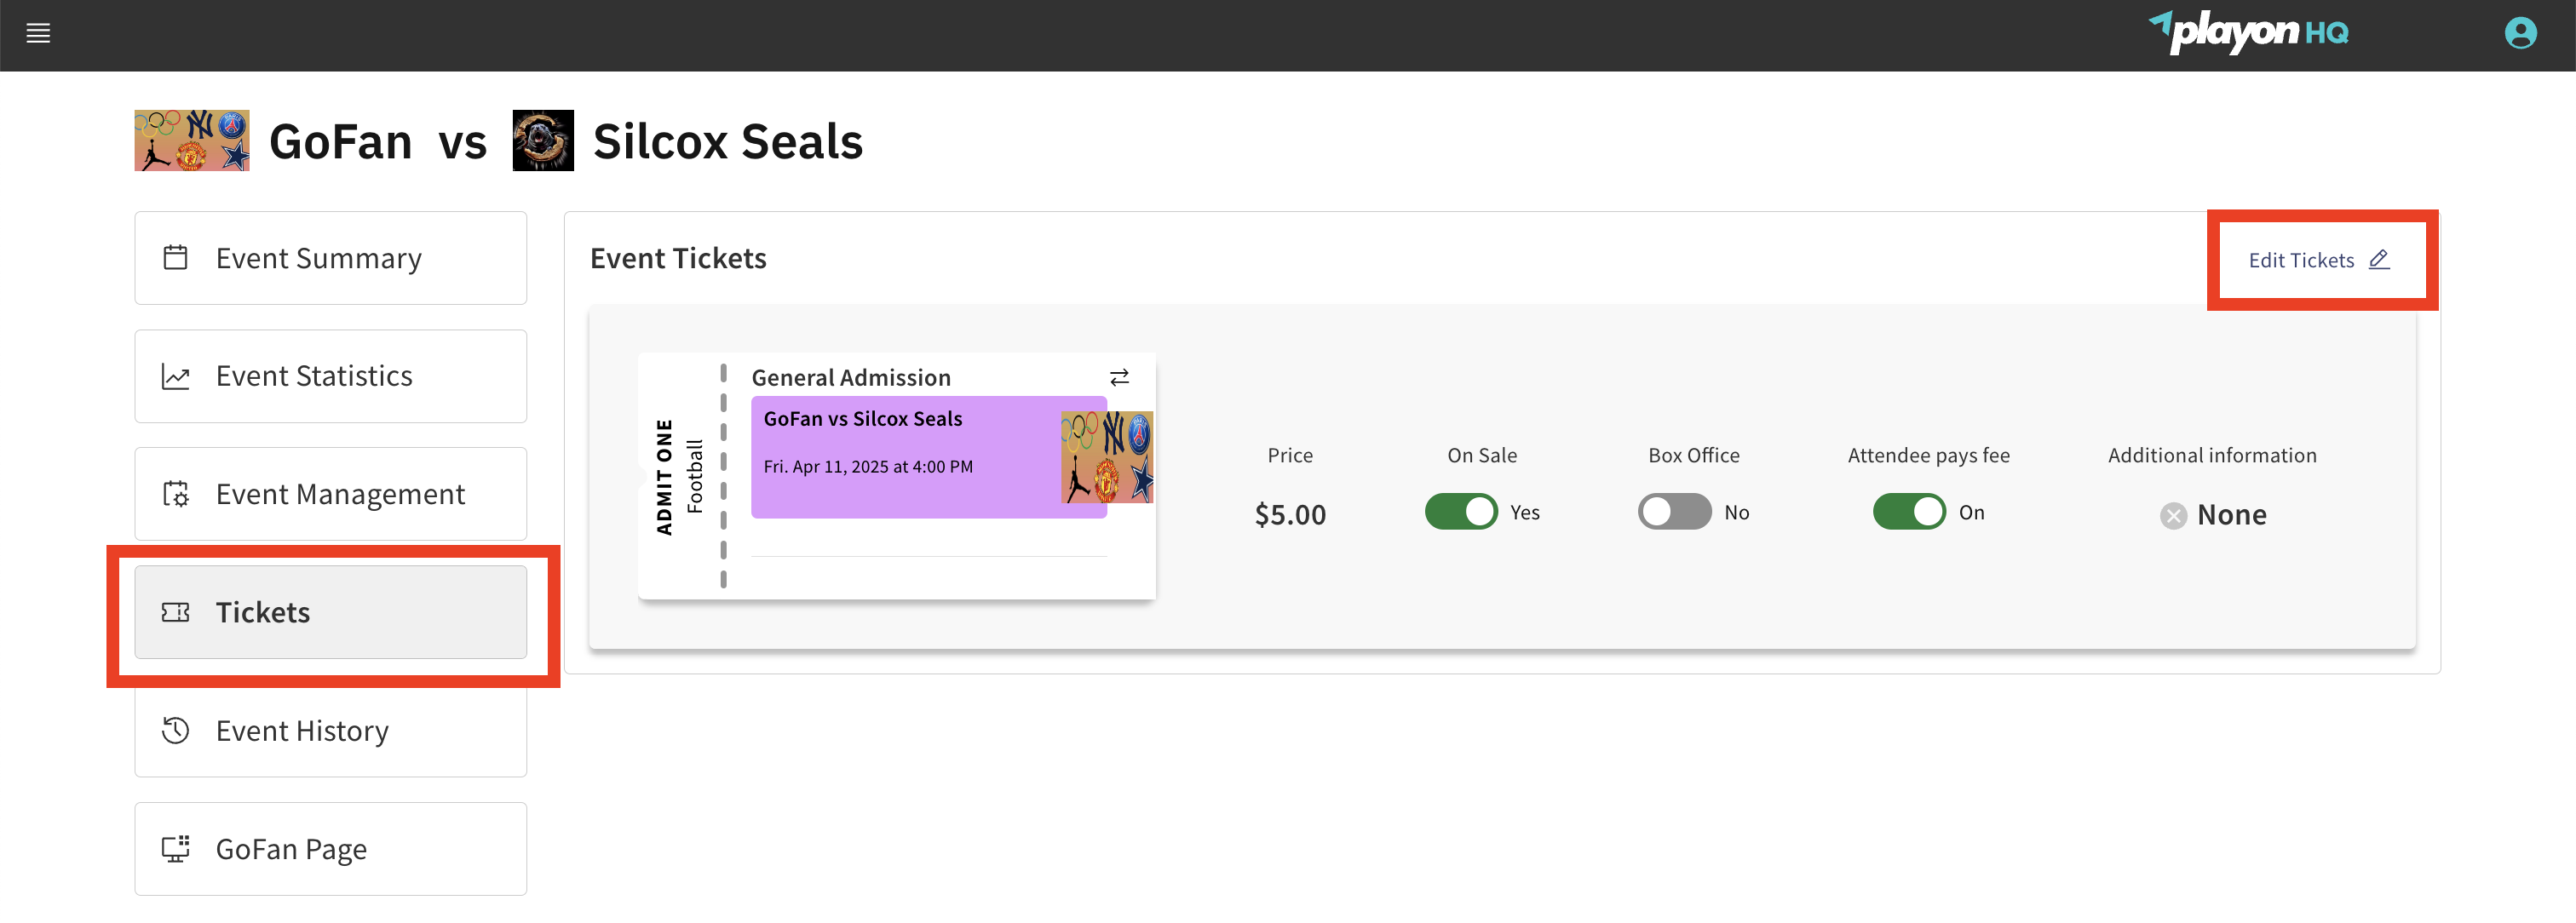 playon HQ
GoFan vs Silcox Seals
Event Summary
Event Statistics
Event Management
Tickets
Event History
GoFan Page
Event Tickets
Edit Tickets
ADMIT ONE
Football
General Admission
GoFan vs Silcox Seals
Fri. Apr 11, 2025 at 4:00 PM
Price
$5.00
On Sale
Yes
Box Office
No
Attendee pays fee
On
Additional information
None